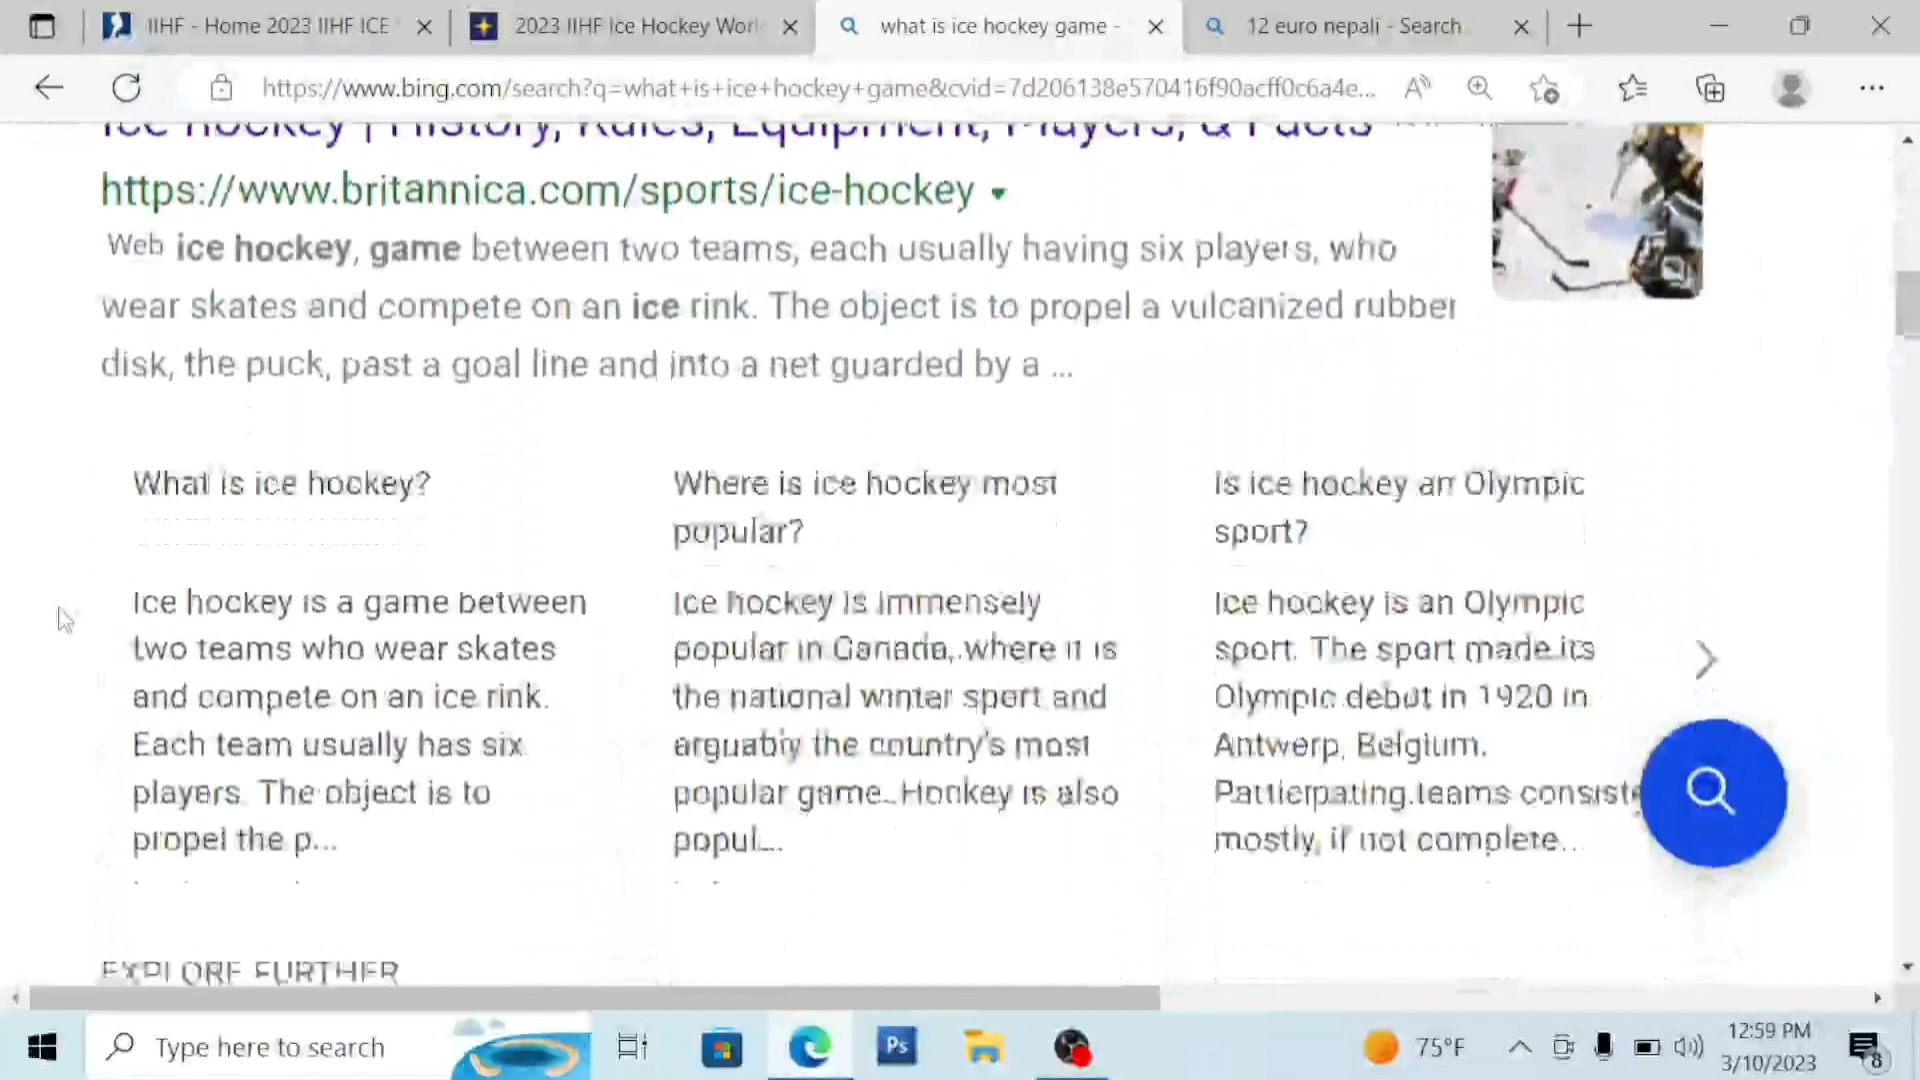 IIHF - Home 2023 IIHF ICE
2023 IIHF Ice Hockey Worl
what is ice hockey game -
12 euro nepali - Search
https://www.bing.com/search?q=what+is+ice+hockey+game&cvid=7d206138e570416f90acff0c6a4e...
Ice hockey | History, Rules, Equipment, Players, & Facts
https://www.britannica.com/sports/ice-hockey
Web ice hockey, game between two teams, each usually having six players, who
wear skates and compete on an ice rink. The object is to propel a vulcanized rubber
disk, the puck, past a goal line and into a net guarded by a ...
What is ice hockey?
Ice hockey is a game between
two teams who wear skates
and compete on an ice rink.
Each team usually has six
players. The object is to
propel the p...
Where is ice hockey most
popular?
Ice hockey is immensely
popular in Canada, where it is
the national winter sport and
arguably the country's most
popular game. Hockey is also
popul...
Is ice hockey an Olympic
sport?
Ice hockey is an Olympic
sport. The sport made its
Olympic debut in 1920 in
Antwerp, Belgium.
Participating teams consist
mostly, if not complete...
EXPLORE FURTHER
Type here to search
Ps
75°F
12:59 PM
3/10/2023
8